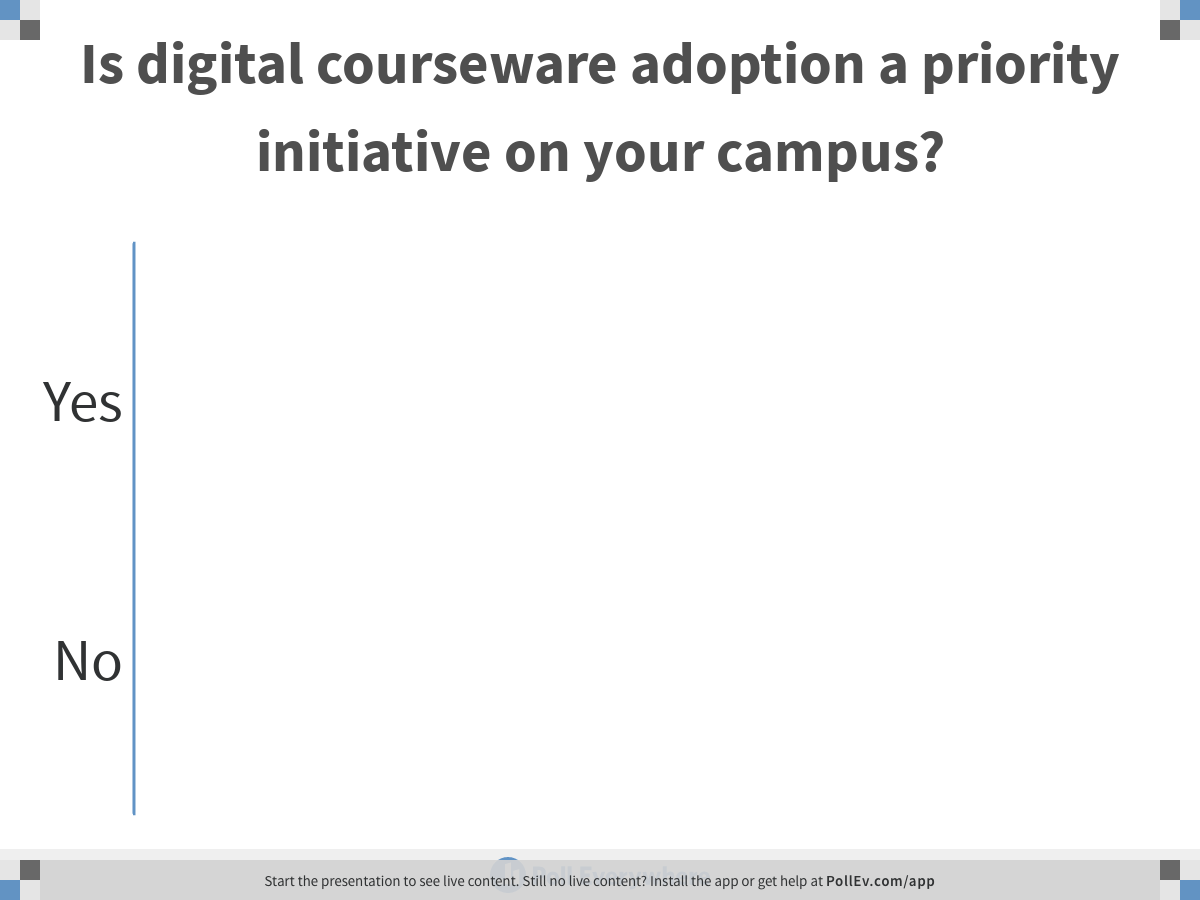 Is digital courseware adoption a priority
initiative on your campus?
Yes
No
Start the presentation to see live content. Still no live content? Install the app or get help at PollEv.com/app